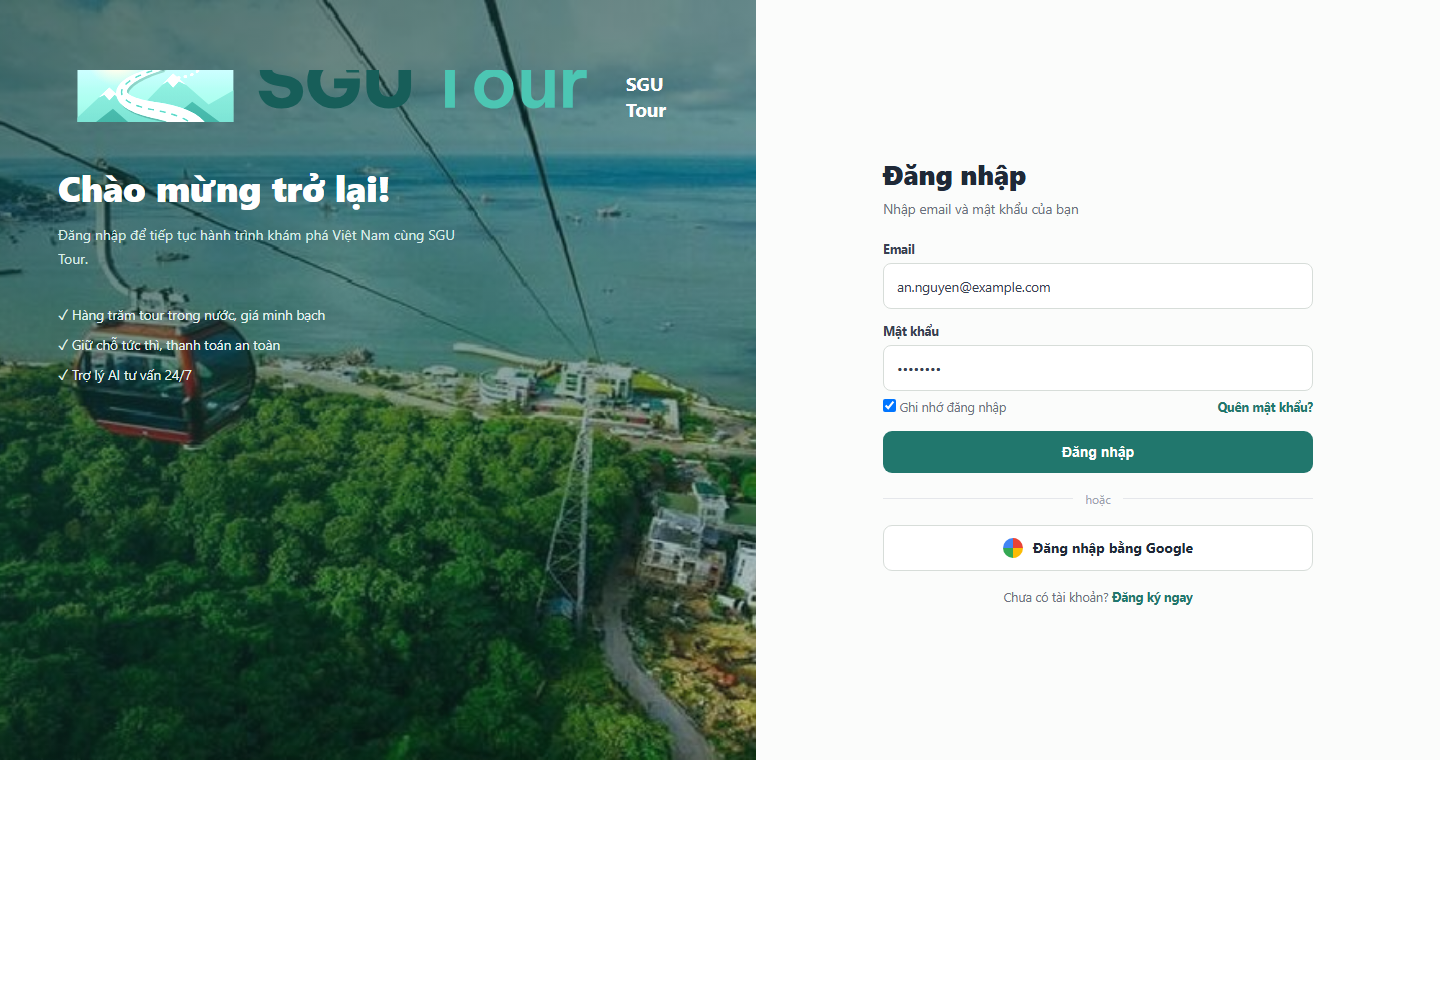 SGU Tour
SGU
Tour
Chào mừng trở lại!
Đăng nhập để tiếp tục hành trình khám phá Việt Nam cùng SGU
Tour.
✓ Hàng trăm tour trong nước, giá minh bạch
✓ Giữ chỗ tức thì, thanh toán an toàn
✓ Trợ lý AI tư vấn 24/7
Đăng nhập
Nhập email và mật khẩu của bạn
Email
an.nguyen@example.com
Mật khẩu
••••••••
Ghi nhớ đăng nhập
Quên mật khẩu?
Đăng nhập
hoặc
Đăng nhập bằng Google
Chưa có tài khoản? Đăng ký ngay